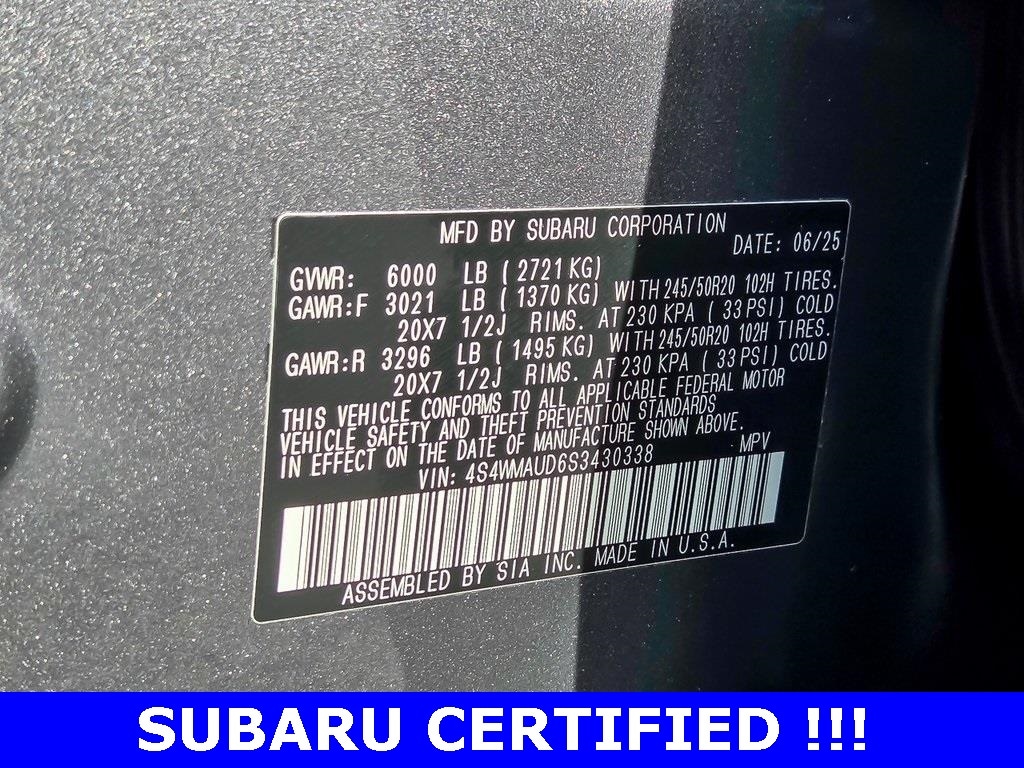 MFD BY SUBARU CORPORATION DATE: 06/25
GVWR: 6000 LB ( 2721 KG)
GAWR:F 3021 LB ( 1370 KG) WITH 245/50R20 102H TIRES.
20X7 1/2J RIMS. AT 230 KPA ( 33 PSI) COLD
GAWR:R 3296 LB ( 1495 KG) WITH 245/50R20 102H TIRES.
20X7 1/2J RIMS. AT 230 KPA ( 33 PSI) COLD
THIS VEHICLE CONFORMS TO ALL APPLICABLE FEDERAL MOTOR
VEHICLE SAFETY AND THEFT PREVENTION STANDARDS
IN EFFECT ON THE DATE OF MANUFACTURE SHOWN ABOVE.
VIN: 4S4WMAUD6S3430338 MPV
ASSEMBLED BY SIA INC. MADE IN U.S.A.
SUBARU CERTIFIED !!!